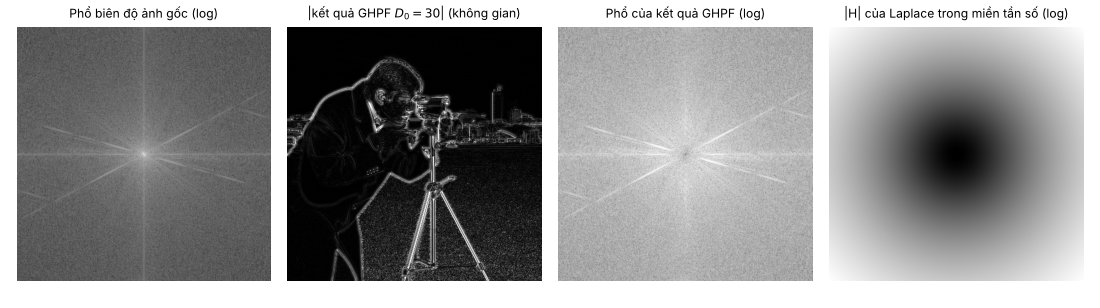 Phổ biên độ ảnh gốc (log)
|kết quả GHPF D₀ = 30| (không gian)
Phổ của kết quả GHPF (log)
|H| của Laplace trong miền tần số (log)